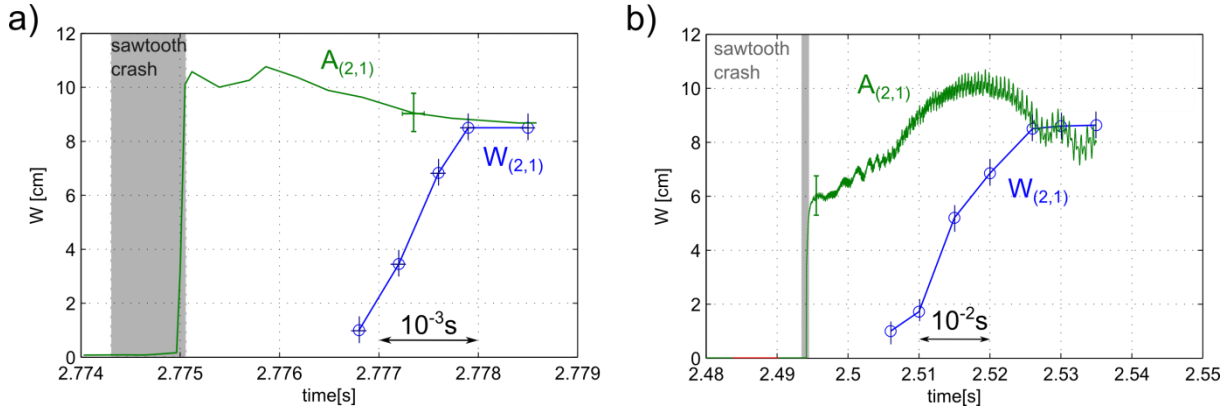 a)
sawtooth
crash
A(2,1)
W(2,1)
10⁻³s
W [cm]
12
10
8
6
4
2
0
2.774 2.775 2.776 2.777 2.778 2.779
time[s]
b)
sawtooth
crash
A(2,1)
W(2,1)
10⁻²s
W [cm]
12
10
8
6
4
2
0
2.48 2.49 2.5 2.51 2.52 2.53 2.54 2.55
time[s]